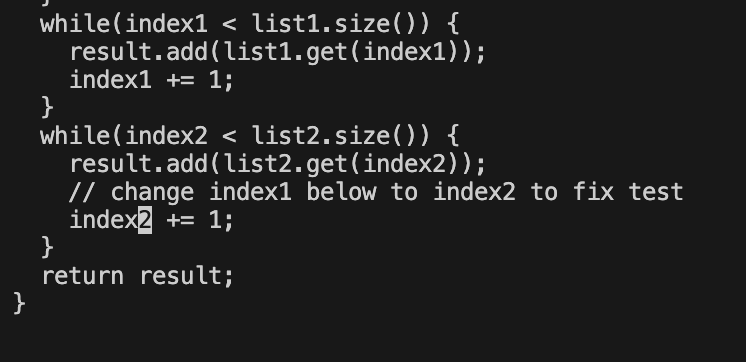 }
while(index1 < list1.size()) {
result.add(list1.get(index1));
index1 += 1;
}
while(index2 < list2.size()) {
result.add(list2.get(index2));
// change index1 below to index2 to fix test
index2 += 1;
}
return result;
}